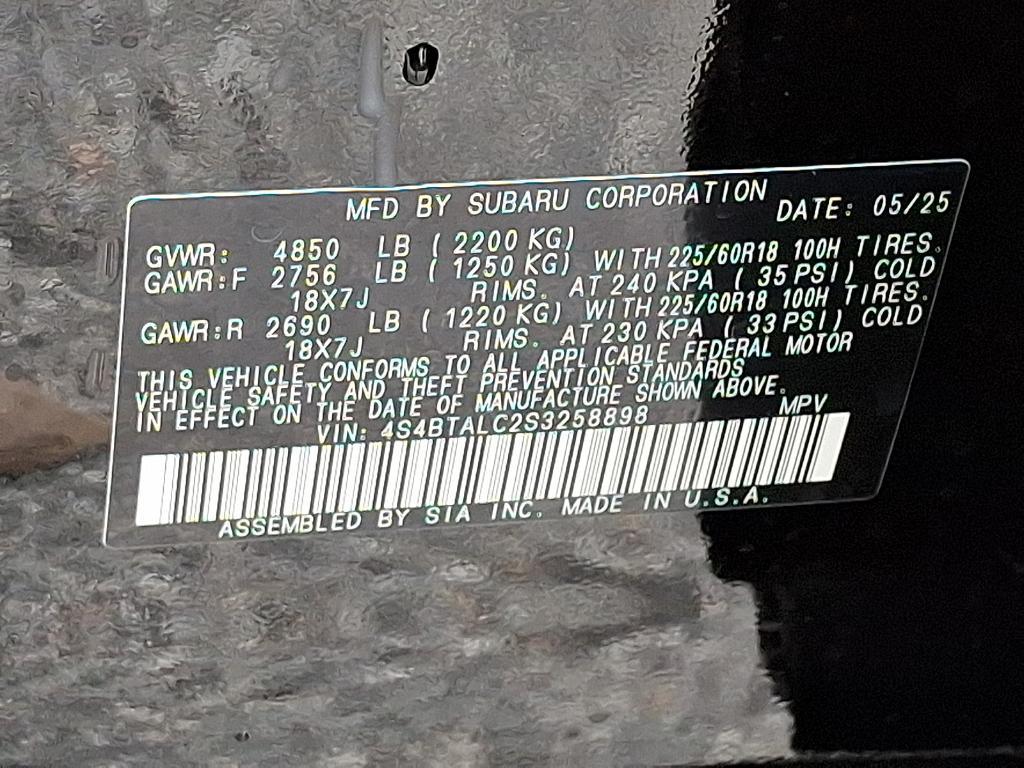 MFD BY SUBARU CORPORATION DATE: 05/25
GVWR: 4850 LB ( 2200 KG)
GAWR:F 2756 LB ( 1250 KG) WITH 225/60R18 100H TIRES.
18X7J RIMS. AT 240 KPA ( 35 PSI) COLD
GAWR:R 2690 LB ( 1220 KG) WITH 225/60R18 100H TIRES.
18X7J RIMS. AT 230 KPA ( 33 PSI) COLD
THIS VEHICLE CONFORMS TO ALL APPLICABLE FEDERAL MOTOR
VEHICLE SAFETY AND THEFT PREVENTION STANDARDS
IN EFFECT ON THE DATE OF MANUFACTURE SHOWN ABOVE.
VIN: 4S4BTALC2S3258898 MPV
ASSEMBLED BY SIA INC. MADE IN U.S.A.